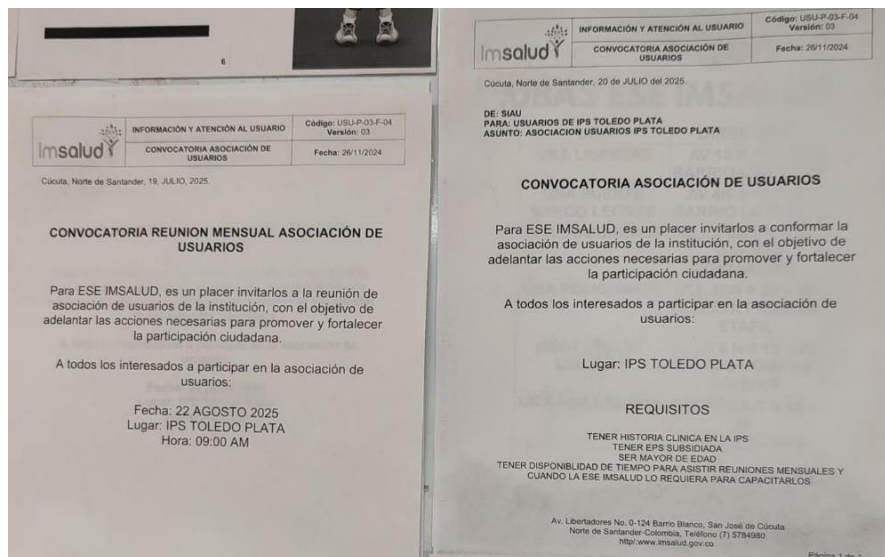 6
Imsalud
INFORMACIÓN Y ATENCIÓN AL USUARIO
CONVOCATORIA ASOCIACIÓN DE
USUARIOS
Código: USU-P-03-F-04
Versión: 03
Fecha: 26/11/2024
Cúcuta, Norte de Santander, 19, JULIO, 2025.
CONVOCATORIA REUNION MENSUAL ASOCIACIÓN DE
USUARIOS
Para ESE IMSALUD, es un placer invitarlos a la reunión de
asociación de usuarios de la institución, con el objetivo de
adelantar las acciones necesarias para promover y fortalecer
la participación ciudadana.
A todos los interesados a participar en la asociación de
usuarios:
Fecha: 22 AGOSTO 2025
Lugar: IPS TOLEDO PLATA
Hora: 09:00 AM
Imsalud
INFORMACIÓN Y ATENCIÓN AL USUARIO
CONVOCATORIA ASOCIACIÓN DE
USUARIOS
Código: USU-P-03-F-04
Versión: 03
Fecha: 26/11/2024
Cúcuta, Norte de Santander, 20 de JULIO del 2025.
DE: SIAU
PARA: USUARIOS DE IPS TOLEDO PLATA
ASUNTO: ASOCIACION USUARIOS IPS TOLEDO PLATA
CONVOCATORIA ASOCIACIÓN DE USUARIOS
Para ESE IMSALUD, es un placer invitarlos a conformar la
asociación de usuarios de la institución, con el objetivo de
adelantar las acciones necesarias para promover y fortalecer
la participación ciudadana.
A todos los interesados a participar en la asociación de
usuarios:
Lugar: IPS TOLEDO PLATA
REQUISITOS
TENER HISTORIA CLINICA EN LA IPS
TENER EPS SUBSIDIADA
SER MAYOR DE EDAD
TENER DISPONIBLIDAD DE TIEMPO PARA ASISTIR REUNIONES MENSUALES Y
CUANDO LA ESE IMSALUD LO REQUIERA PARA CAPACITARLOS
Av. Libertadores No. 0-124 Barrio Blanco, San José de Cúcuta
Norte de Santander-Colombia, Teléfono (7) 5784980
http/:www.imsalud.gov.co
Página 1 de 1